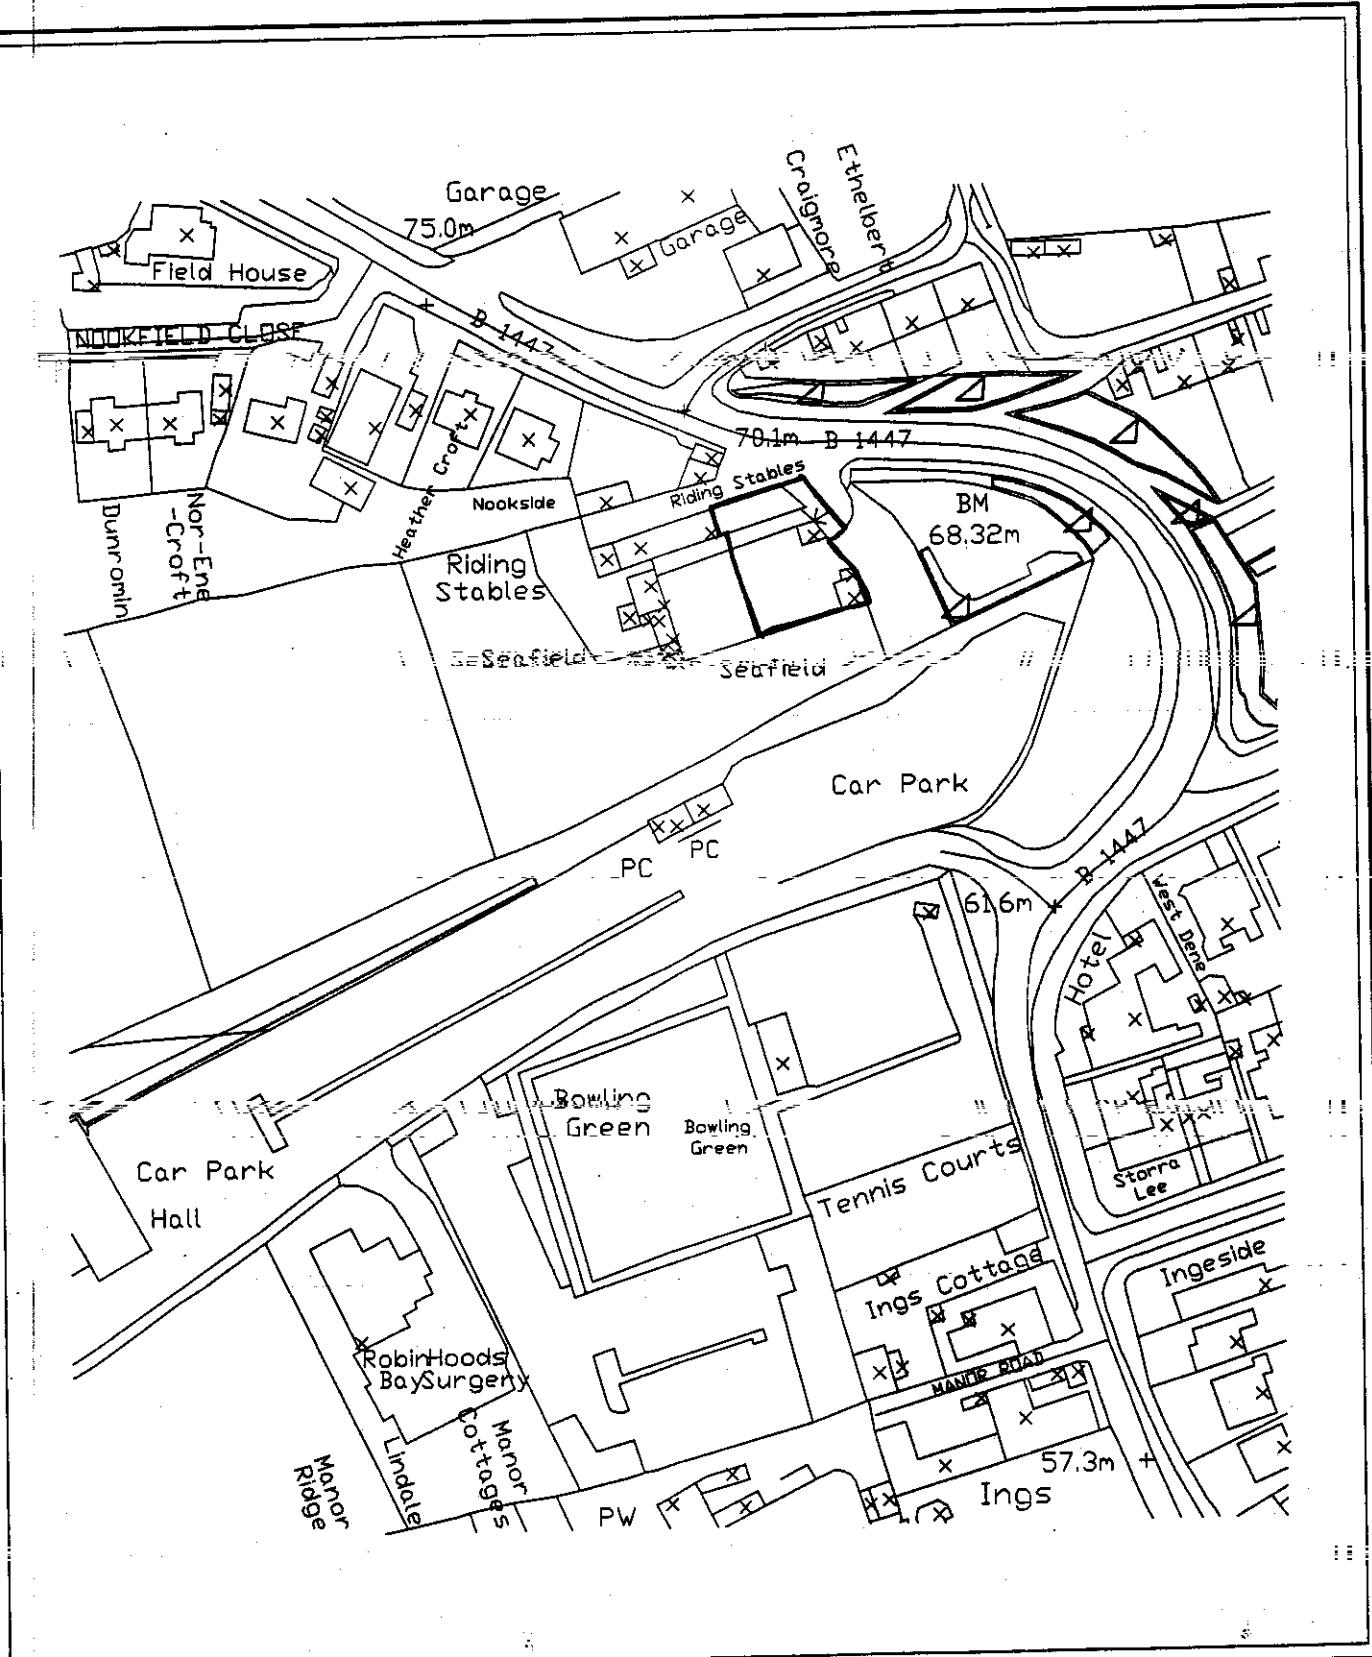 Garage
75.0m
Garage
Craigmore
Ethelbert
Field House
NOOKFIELD CLOSE
B 1447
70.1m B 1447
Riding Stables
Nookside
Heather Croft
Nor-Ene
-Croft
Dunromin
BM
68.32m
Riding
Stables
Seafield
Seafield
Car Park
PC
PC
B 1447
61.6m
West Dene
Hotel
Bowling
Green
Bowling
Green
Tennis Courts
Storra
Lee
Car Park
Hall
Ings Cottage
Ingeside
RobinHoods
BaySurgery
MANOR ROAD
57.3m
Ings
Manor
Cottages
Lindale
Manor
Ridge
PW